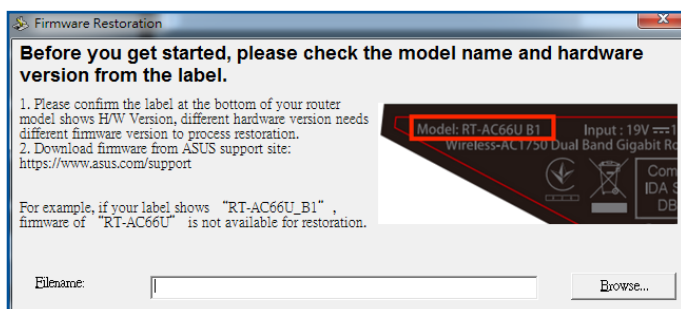 Firmware Restoration
Before you get started, please check the model name and hardware
version from the label.
1. Please confirm the label at the bottom of your router
model shows H/W Version, different hardware version needs
different firmware version to process restoration.
2. Download firmware from ASUS support site:
https://www.asus.com/support
For example, if your label shows “RT-AC66U_B1”,
firmware of “RT-AC66U” is not available for restoration.
Model: RT-AC66U B1 Input : 19V
Wireless-AC1750 Dual Band Gigabit
Com
IDA S
DB
Filename:
Browse...